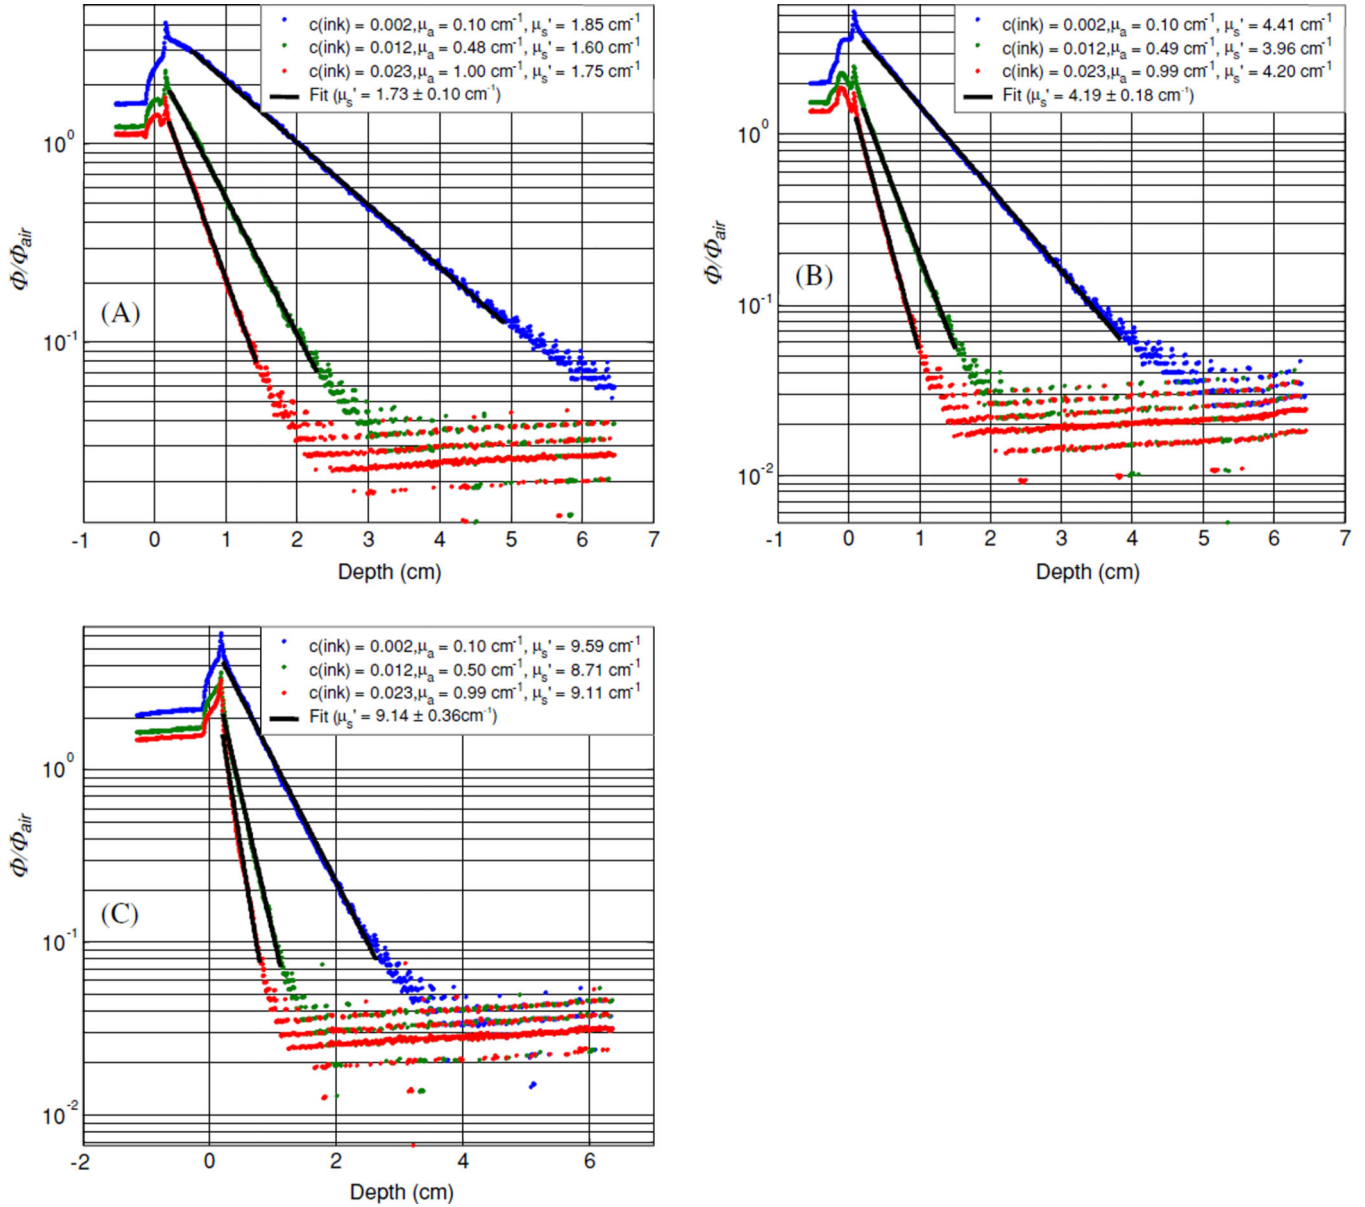 c(ink) = 0.002,μa = 0.10 cm-1, μs' = 1.85 cm-1
c(ink) = 0.012,μa = 0.48 cm-1, μs' = 1.60 cm-1
c(ink) = 0.023,μa = 1.00 cm-1, μs' = 1.75 cm-1
Fit (μs' = 1.73 ± 0.10 cm-1)
10^0
10^-1
Φ/Φair
(A)
-1 0 1 2 3 4 5 6 7
Depth (cm)
c(ink) = 0.002,μa = 0.10 cm-1, μs' = 4.41 cm-1
c(ink) = 0.012,μa = 0.49 cm-1, μs' = 3.96 cm-1
c(ink) = 0.023,μa = 0.99 cm-1, μs' = 4.20 cm-1
Fit (μs' = 4.19 ± 0.18 cm-1)
10^0
10^-1
10^-2
Φ/Φair
(B)
-1 0 1 2 3 4 5 6 7
Depth (cm)
c(ink) = 0.002,μa = 0.10 cm-1, μs' = 9.59 cm-1
c(ink) = 0.012,μa = 0.50 cm-1, μs' = 8.71 cm-1
c(ink) = 0.023,μa = 0.99 cm-1, μs' = 9.11 cm-1
Fit (μs' = 9.14 ± 0.36cm-1)
10^0
10^-1
10^-2
Φ/Φair
(C)
-2 0 2 4 6
Depth (cm)